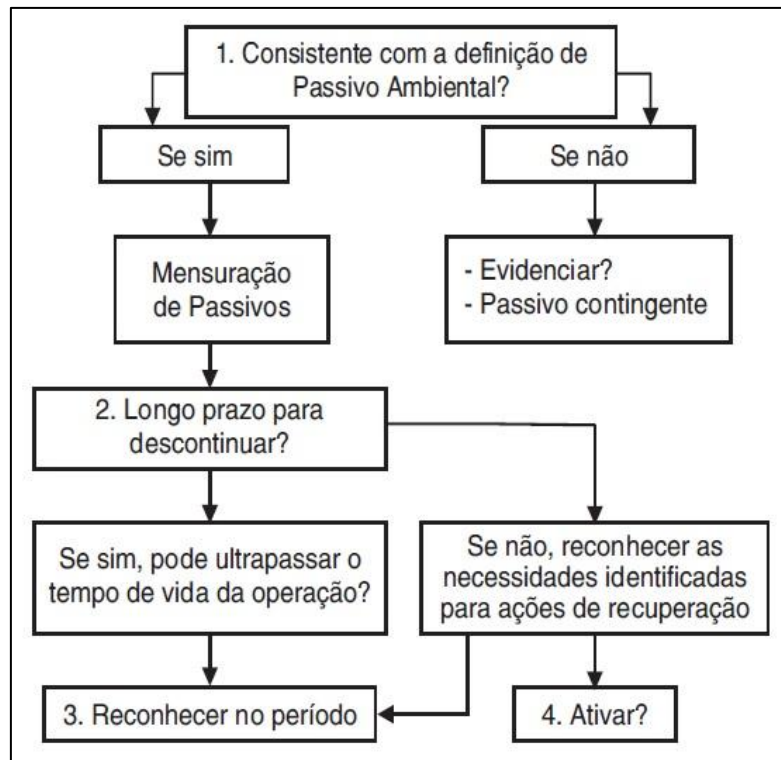 1. Consistente com a definição de
Passivo Ambiental?
Se sim
Se não
Mensuração
de Passivos
- Evidenciar?
- Passivo contingente
2. Longo prazo para
descontinuar?
Se sim, pode ultrapassar o
tempo de vida da operação?
Se não, reconhecer as
necessidades identificadas
para ações de recuperação
3. Reconhecer no período
4. Ativar?